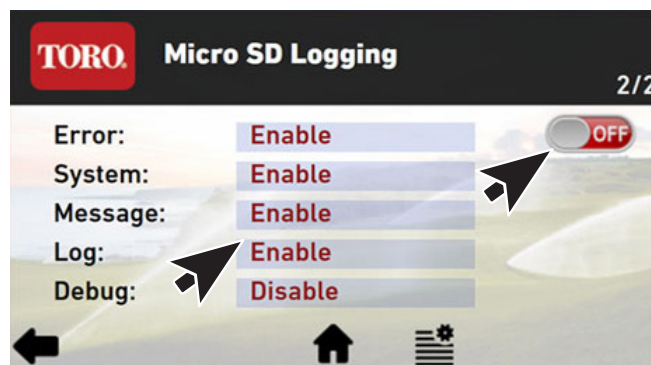 TORO. Micro SD Logging
2/2
Error: Enable OFF
System: Enable
Message: Enable
Log: Enable
Debug: Disable